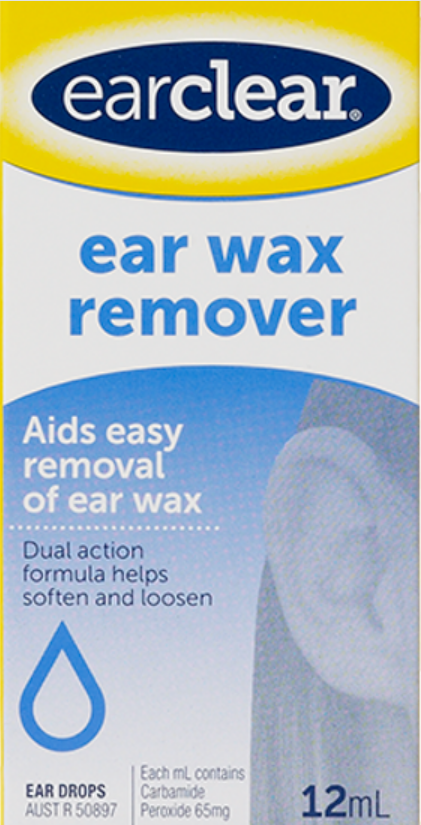 earclear®
ear wax
remover
Aids easy
removal
of ear wax
Dual action
formula helps
soften and loosen
EAR DROPS
AUST R 50897
Each mL contains
Carbamide
Peroxide 65mg
12mL